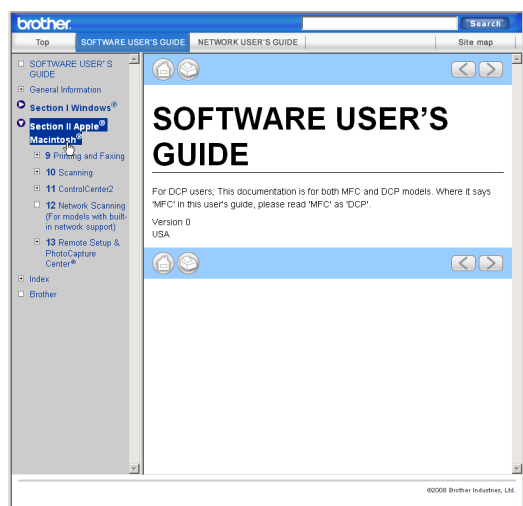 brother.
Search
Top
SOFTWARE USER'S GUIDE
NETWORK USER'S GUIDE
Site map
SOFTWARE USER' S
GUIDE
General Information
Section I Windows®
Section II Apple®
Macintosh®
9 Printing and Faxing
10 Scanning
11 ControlCenter2
12 Network Scanning
(For models with built-
in network support)
13 Remote Setup &
PhotoCapture
Center®
Index
Brother
SOFTWARE USER'S
GUIDE
For DCP users; This documentation is for both MFC and DCP models. Where it says
'MFC' in this user's guide, please read 'MFC' as 'DCP'.
Version 0
USA
©2008 Brother Industries, Ltd.